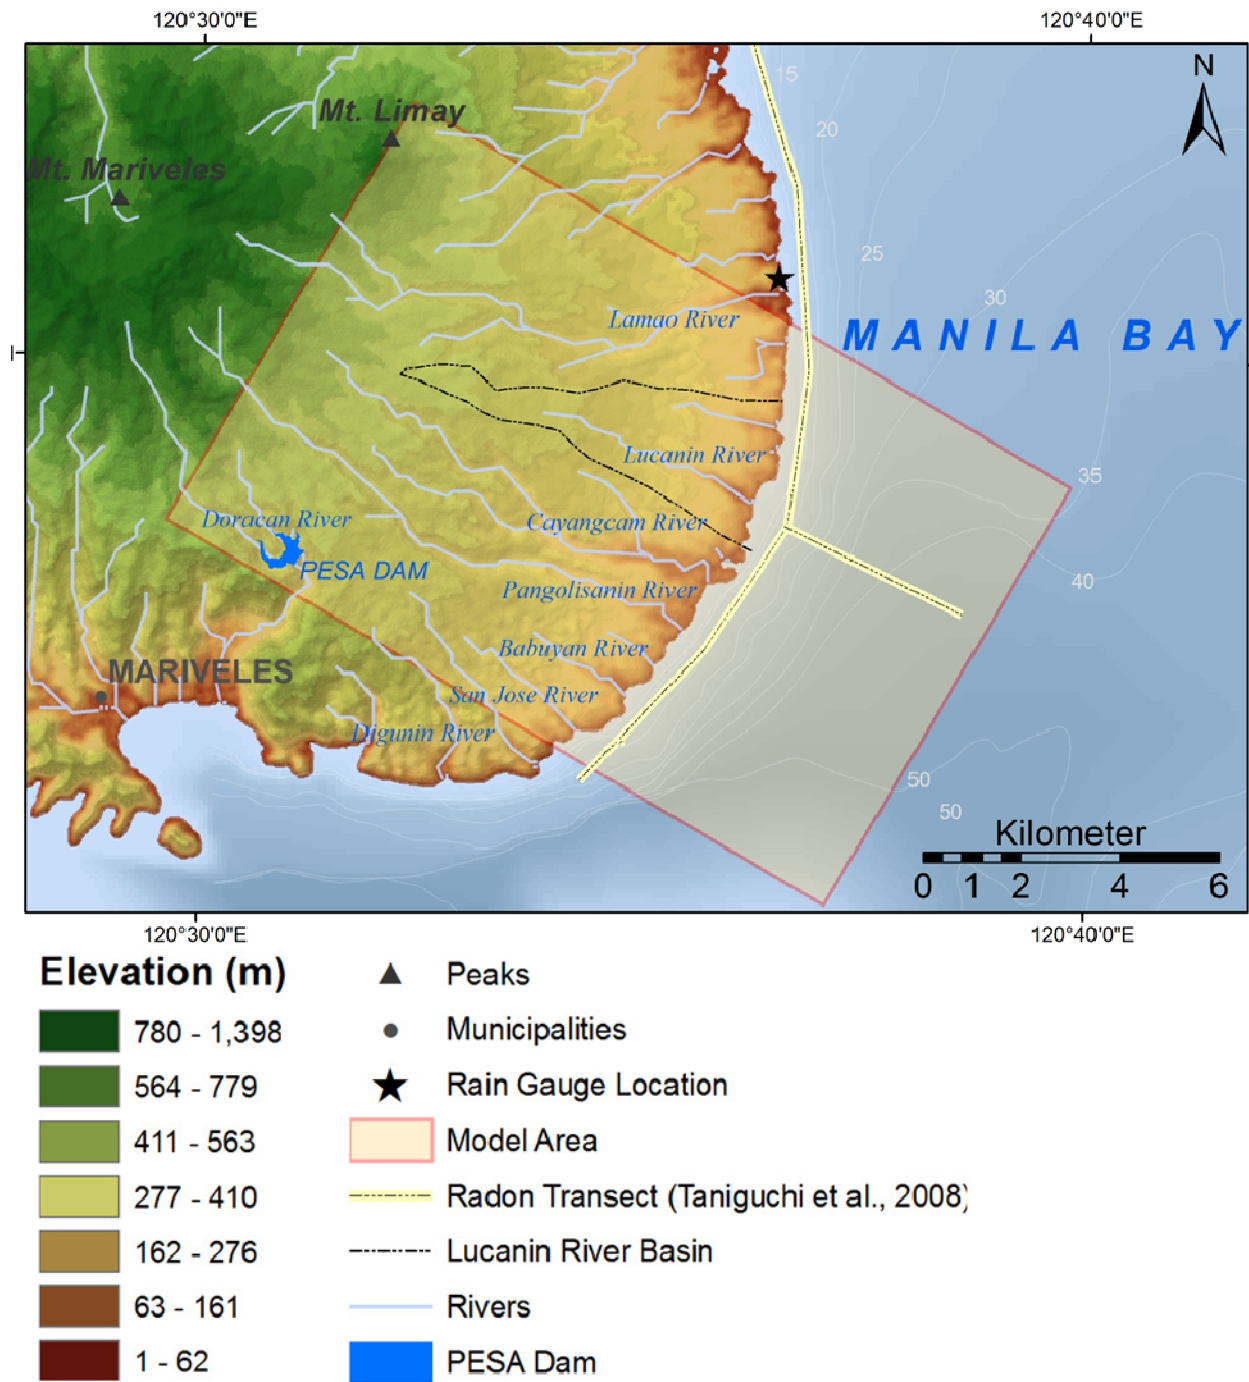 120°30'0"E
120°40'0"E
N
15
20
Mt. Limay
Mt. Mariveles
25
30
Lamao River
MANILA BAY
Lucanin River
35
Doracan River
Cayangcam River
PESA DAM
40
Pangolisanin River
Babuyan River
MARIVELES
San Jose River
Digunin River
50
50
Kilometer
0 1 2 4 6
120°30'0"E
120°40'0"E
Elevation (m)
780 - 1,398
564 - 779
411 - 563
277 - 410
162 - 276
63 - 161
1 - 62
Peaks
Municipalities
Rain Gauge Location
Model Area
Radon Transect (Taniguchi et al., 2008)
Lucanin River Basin
Rivers
PESA Dam